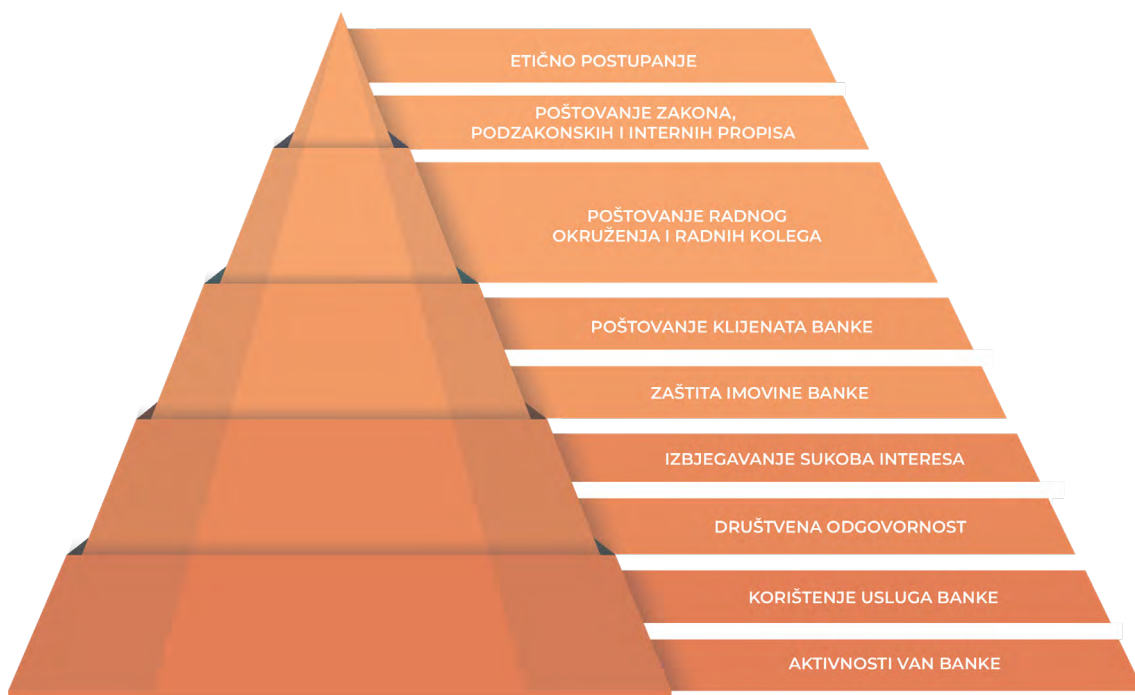 ETIČNO POSTUPANJE
POŠTOVANJE ZAKONA,
PODZAKONSKIH I INTERNIH PROPISA
POŠTOVANJE RADNOG
OKRUŽENJA I RADNIH KOLEGA
POŠTOVANJE KLIJENATA BANKE
ZAŠTITA IMOVINE BANKE
IZBJEGAVANJE SUKOBA INTERESA
DRUŠTVENA ODGOVORNOST
KORIŠTENJE USLUGA BANKE
AKTIVNOSTI VAN BANKE